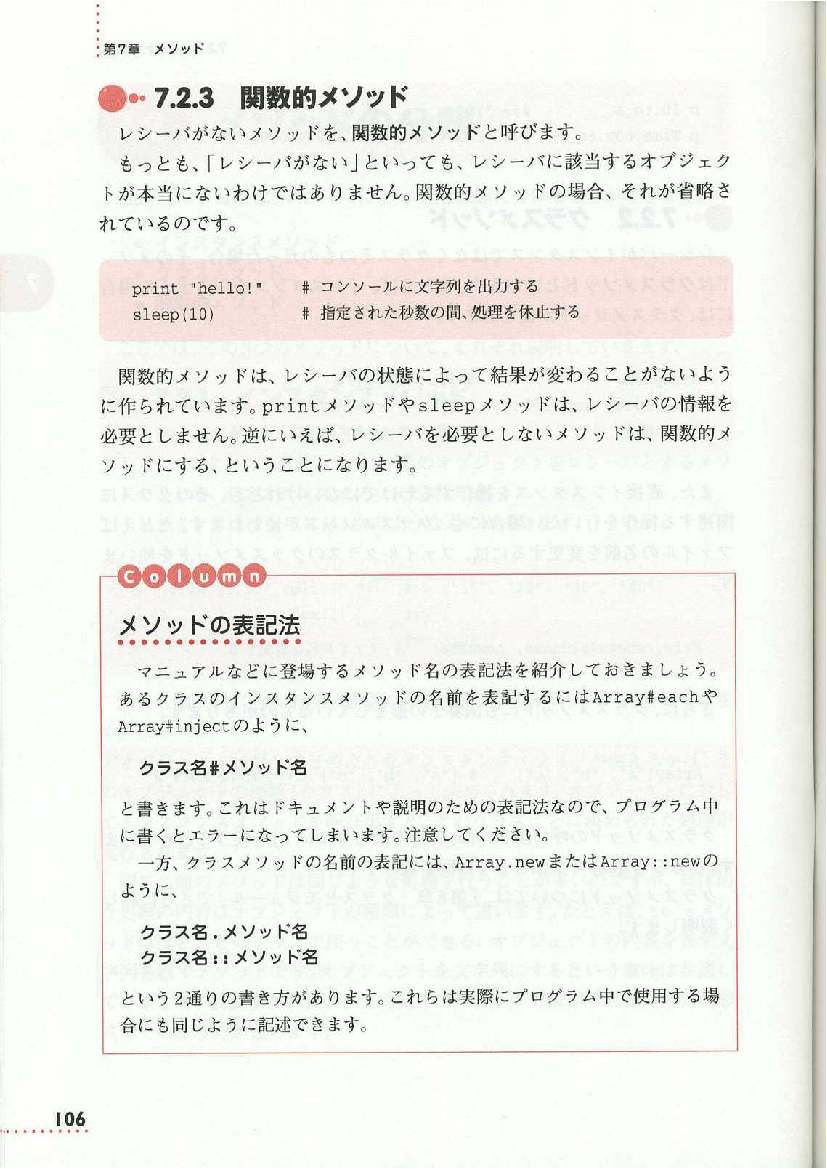 第7章 メソッド
7.2.3 関数的メソッド
レシーバがないメソッドを、関数的メソッドと呼びます。
もっとも、「レシーバがない」といっても、レシーバに該当するオブジェク
トが本当にないわけではありません。関数的メソッドの場合、それが省略さ
れているのです。
print "hello!" # コンソールに文字列を出力する
sleep(10) # 指定された秒数の間、処理を休止する
関数的メソッドは、レシーバの状態によって結果が変わることがないよう
に作られています。printメソッドやsleepメソッドは、レシーバの情報を
必要としません。逆にいえば、レシーバを必要としないメソッドは、関数的メ
ソッドにする、ということになります。
Column
メソッドの表記法
マニュアルなどに登場するメソッド名の表記法を紹介しておきましょう。
あるクラスのインスタンスメソッドの名前を表記するにはArray#eachや
Array#injectのように、
クラス名#メソッド名
と書きます。これはドキュメントや説明のための表記法なので、プログラム中
に書くとエラーになってしまいます。注意してください。
一方、クラスメソッドの名前の表記には、Array.newまたはArray::newの
ように、
クラス名.メソッド名
クラス名::メソッド名
という2通りの書き方があります。これらは実際にプログラム中で使用する場
合にも同じように記述できます。
106